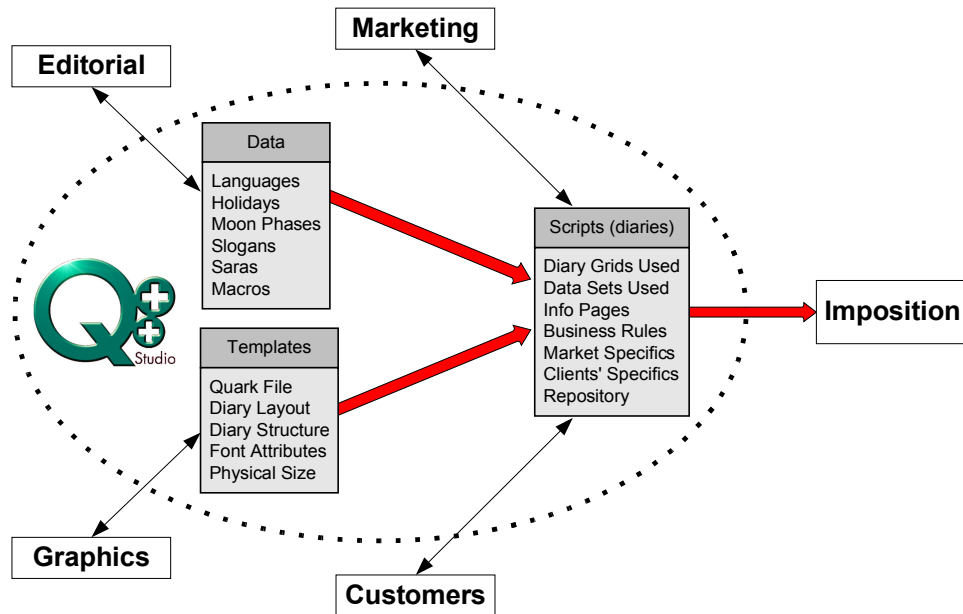 Marketing
Editorial
Data
Languages
Holidays
Moon Phases
Slogans
Saras
Macros
Scripts (diaries)
Diary Grids Used
Data Sets Used
Info Pages
Business Rules
Market Specifics
Clients' Specifics
Repository
Imposition
Q++
Studio
Templates
Quark File
Diary Layout
Diary Structure
Font Attributes
Physical Size
Graphics
Customers